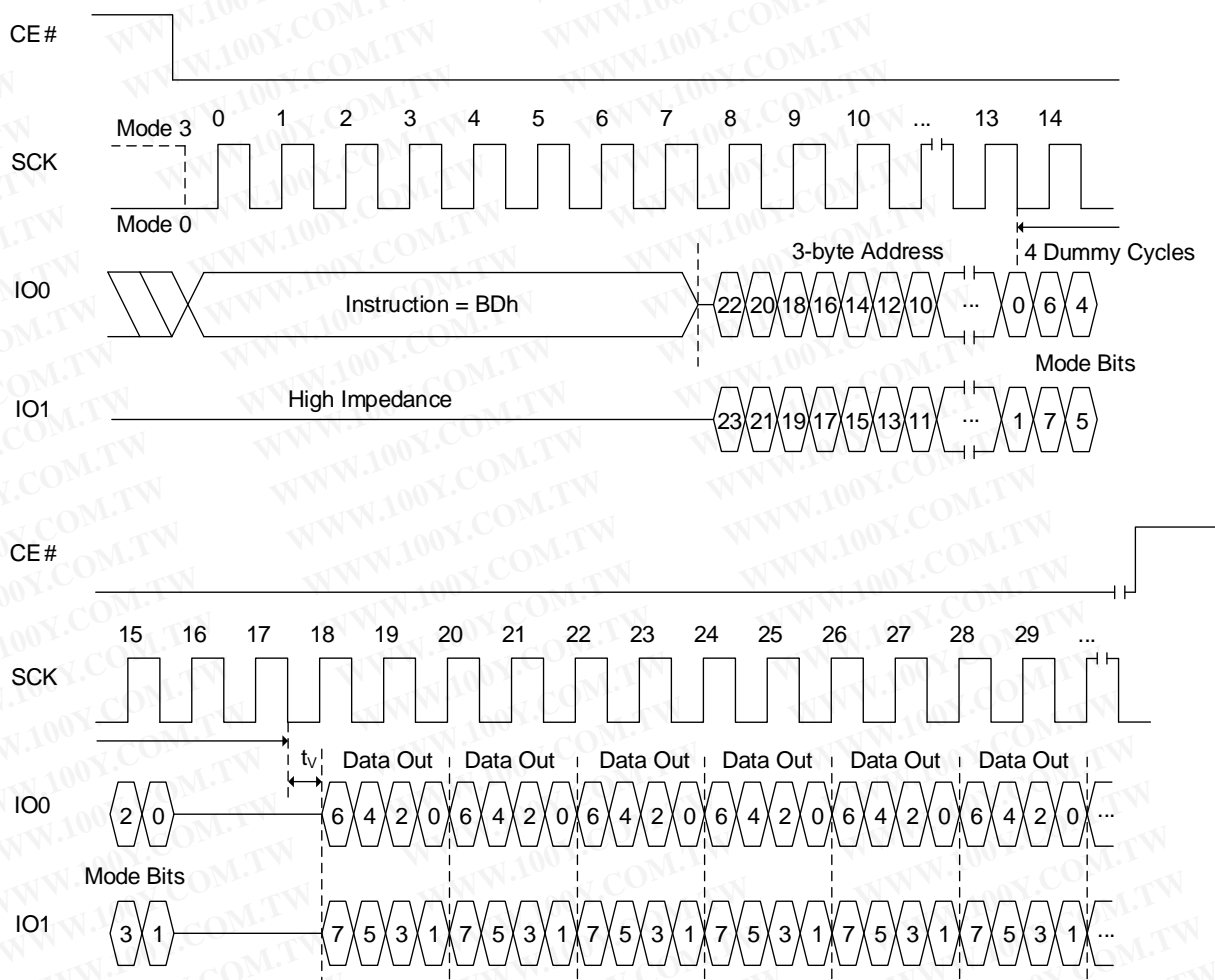 CE#
Mode 3
0 1 2 3 4 5 6 7 8 9 10 ... 13 14
SCK
Mode 0
3-byte Address
4 Dummy Cycles
IO0
Instruction = BDh
22 20 18 16 14 12 10 ... 0 6 4
Mode Bits
IO1
High Impedance
23 21 19 17 15 13 11 ... 1 7 5
CE#
15 16 17 18 19 20 21 22 23 24 25 26 27 28 29 ...
SCK
tV
Data Out Data Out Data Out Data Out Data Out Data Out
IO0
2 0 6 4 2 0 6 4 2 0 6 4 2 0 6 4 2 0 6 4 2 0 6 4 2 0 ...
Mode Bits
IO1
3 1 7 5 3 1 7 5 3 1 7 5 3 1 7 5 3 1 7 5 3 1 7 5 3 1 ...
WWW.100Y.COM.TW